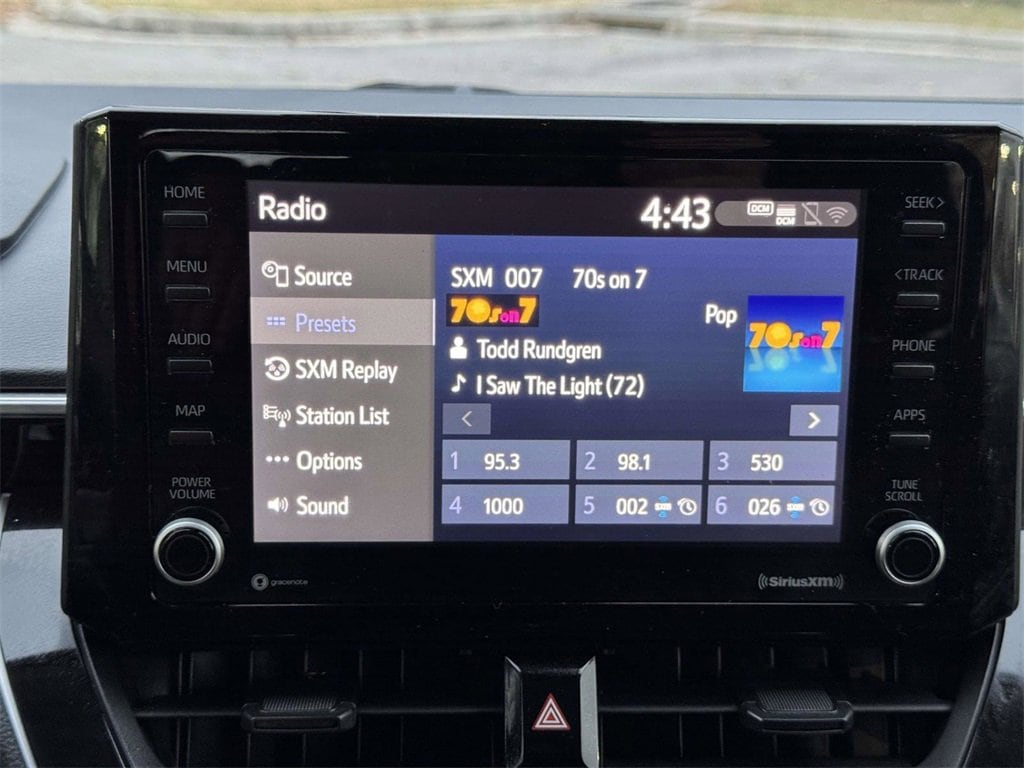 HOME
MENU
AUDIO
MAP
POWER
VOLUME
Radio
4:43
DCM
DCM
Source
Presets
SXM Replay
Station List
Options
Sound
SXM 007 70s on 7
70s on 7
Todd Rundgren
I Saw The Light (72)
Pop
70s on 7
<
>
1 95.3
2 98.1
3 530
4 1000
5 002 SXM
6 026 SXM
gracenote
((SiriusXM))
SEEK >
< TRACK
PHONE
APPS
TUNE
SCROLL